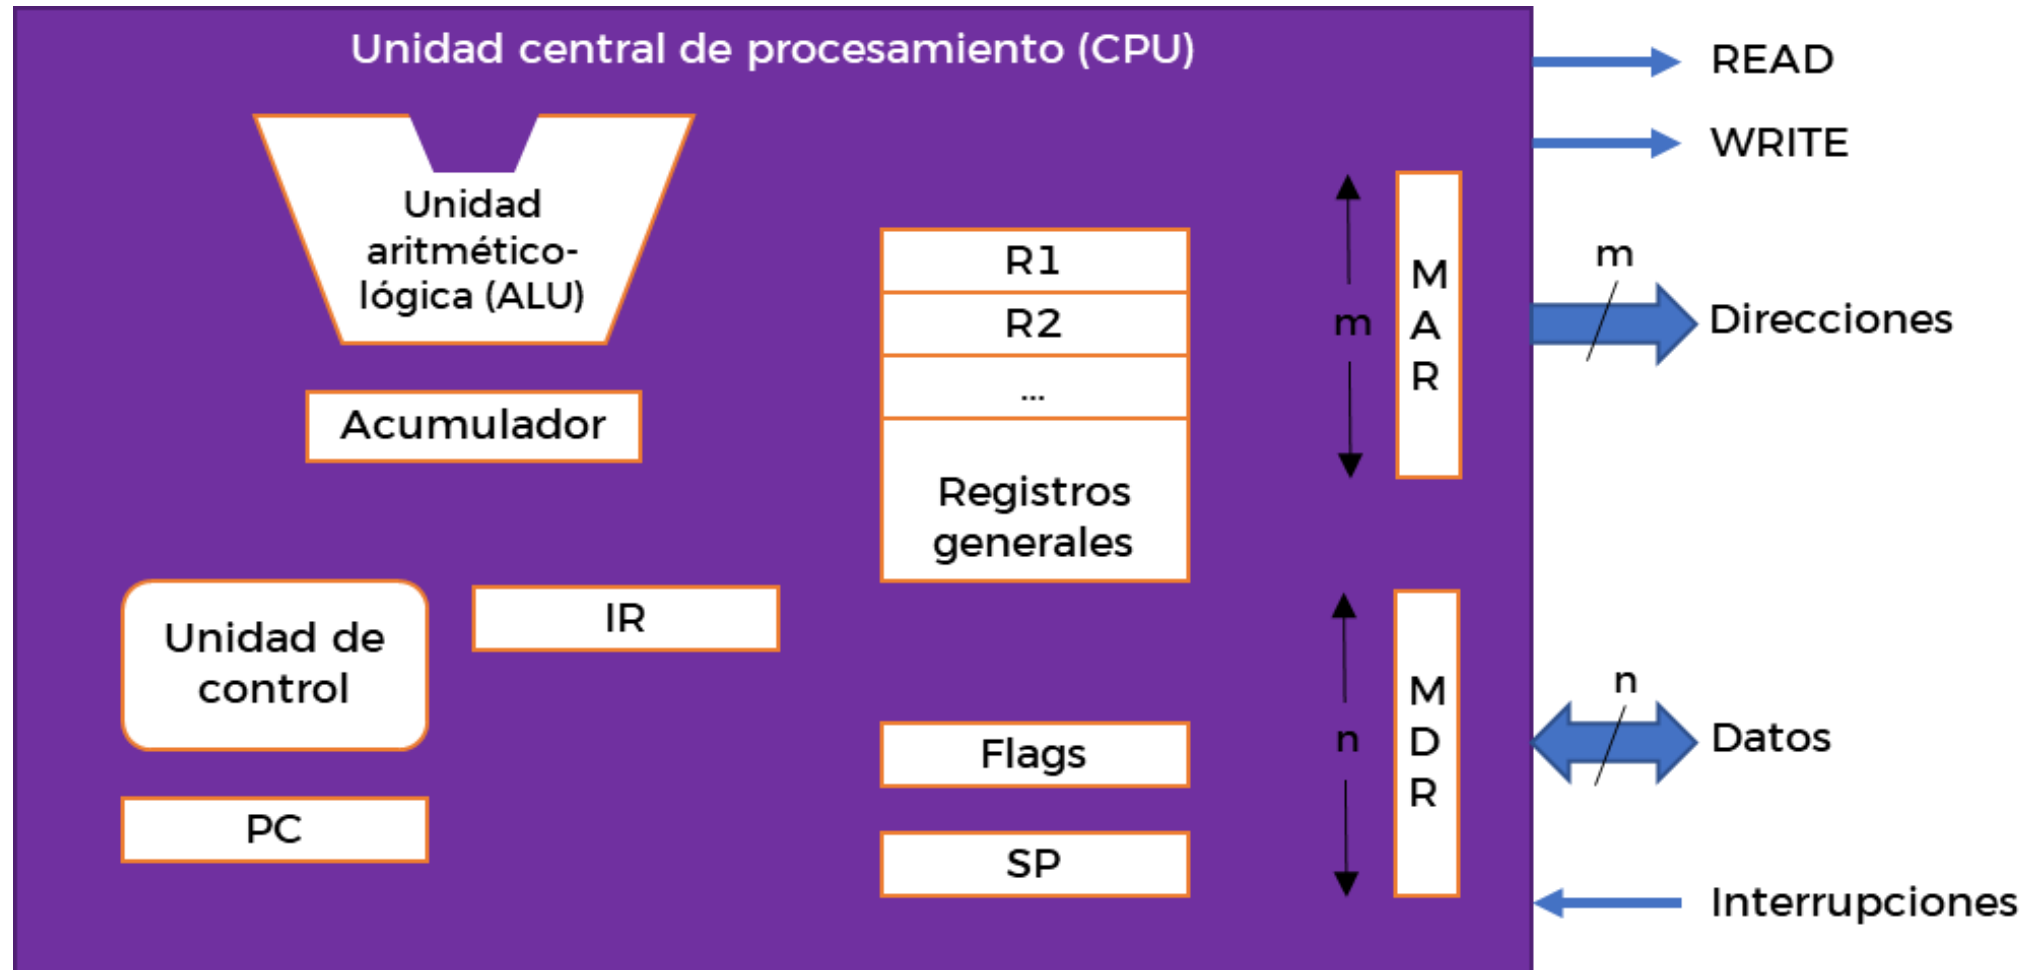 Unidad central de procesamiento (CPU)
Unidad
aritmético-
lógica (ALU)
Acumulador
Unidad de
control
IR
PC
R1
R2
...
Registros
generales
Flags
SP
m
M
A
R
n
M
D
R
READ
WRITE
m
Direcciones
n
Datos
Interrupciones